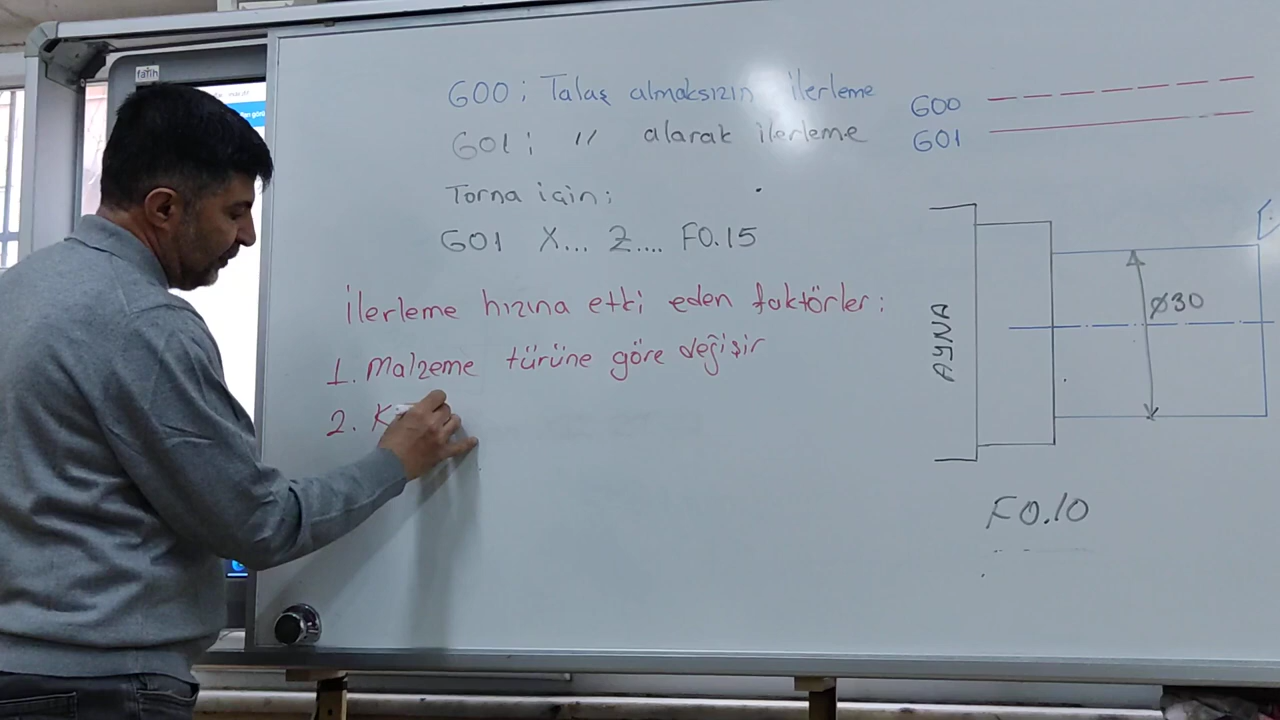 fatih
G00 ; Talaş almaksızın ilerleme
G01 ; 〃 alarak ilerleme
G00
G01
Torna için ;
G01 X... Z.... F0.15
İlerleme hızına etki eden faktörler :
1. Malzeme türüne göre değişir
2. K
AYNA
Ø30
F0.10